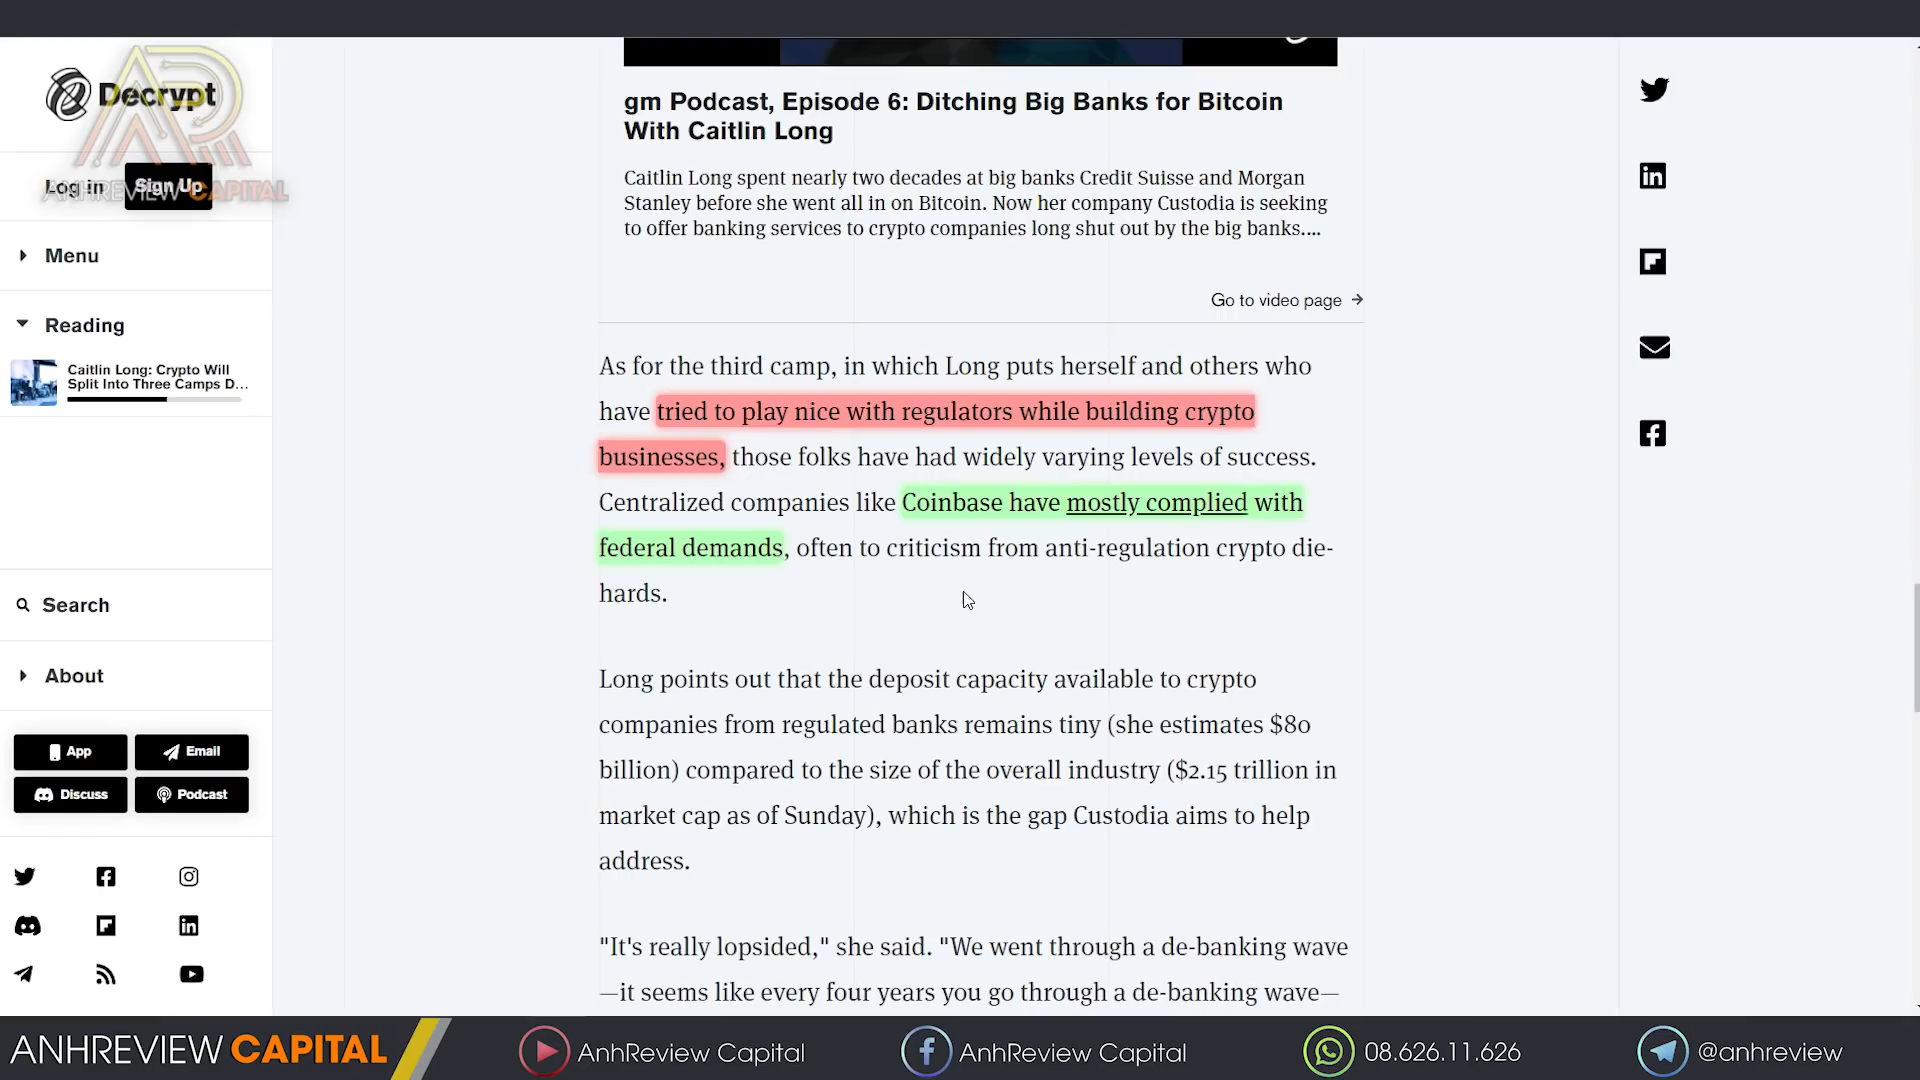 Decrypt
ANHREVIEW CAPITAL
Log in
Sign Up
Menu
Reading
Caitlin Long: Crypto Will
Split Into Three Camps D...
Search
About
App
Email
Discuss
Podcast
gm Podcast, Episode 6: Ditching Big Banks for Bitcoin
With Caitlin Long
Caitlin Long spent nearly two decades at big banks Credit Suisse and Morgan
Stanley before she went all in on Bitcoin. Now her company Custodia is seeking
to offer banking services to crypto companies long shut out by the big banks....
Go to video page →
As for the third camp, in which Long puts herself and others who
have tried to play nice with regulators while building crypto
businesses, those folks have had widely varying levels of success.
Centralized companies like Coinbase have mostly complied with
federal demands, often to criticism from anti-regulation crypto die-
hards.
Long points out that the deposit capacity available to crypto
companies from regulated banks remains tiny (she estimates $80
billion) compared to the size of the overall industry ($2.15 trillion in
market cap as of Sunday), which is the gap Custodia aims to help
address.
"It's really lopsided," she said. "We went through a de-banking wave
—it seems like every four years you go through a de-banking wave—
ANHREVIEW CAPITAL
AnhReview Capital
AnhReview Capital
08.626.11.626
@anhreview